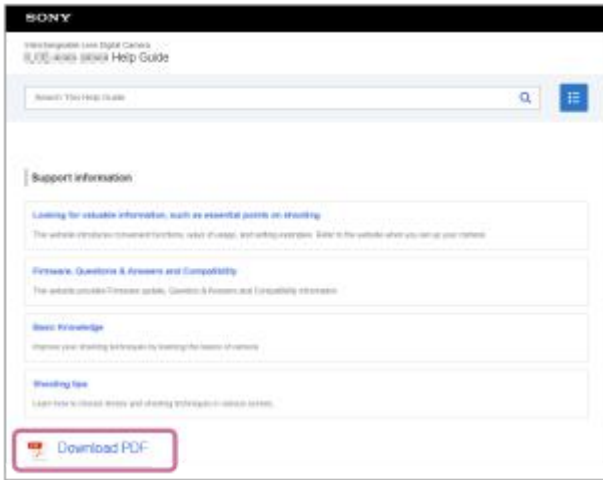 SONY
Interchangeable Lens Digital Camera
Help Guide
Search This Help Guide
Support information
Looking for valuable information, such as essential points on shooting
This website introduces convenient functions, ways of usage, and setting examples. Refer to the website when you set up your camera.
Firmware, Questions & Answers and Compatibility
This website provides Firmware update, Question & Answers and Compatibility information.
Basic Knowledge
Improve your shooting techniques by learning the basics of camera.
Shooting tips
Learn how to choose lenses and shooting techniques in various scenes.
Download PDF